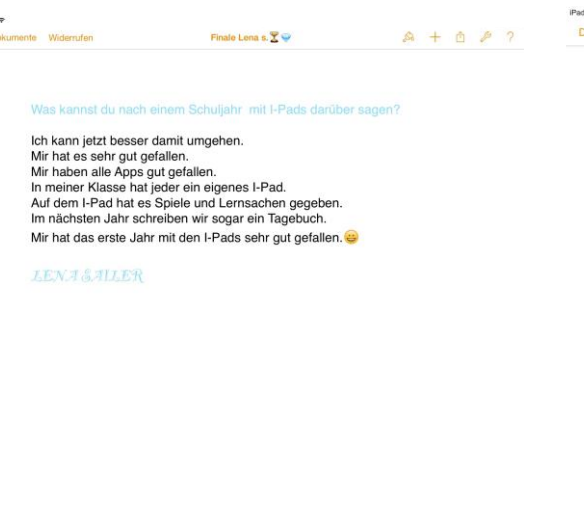 iPad
okumente Widerrufen Finale Lena s.⏳💎 ?
Was kannst du nach einem Schuljahr mit I-Pads darüber sagen?
Ich kann jetzt besser damit umgehen.
Mir hat es sehr gut gefallen.
Mir haben alle Apps gut gefallen.
In meiner Klasse hat jeder ein eigenes I-Pad.
Auf dem I-Pad hat es Spiele und Lernsachen gegeben.
Im nächsten Jahr schreiben wir sogar ein Tagebuch.
Mir hat das erste Jahr mit den I-Pads sehr gut gefallen.😄